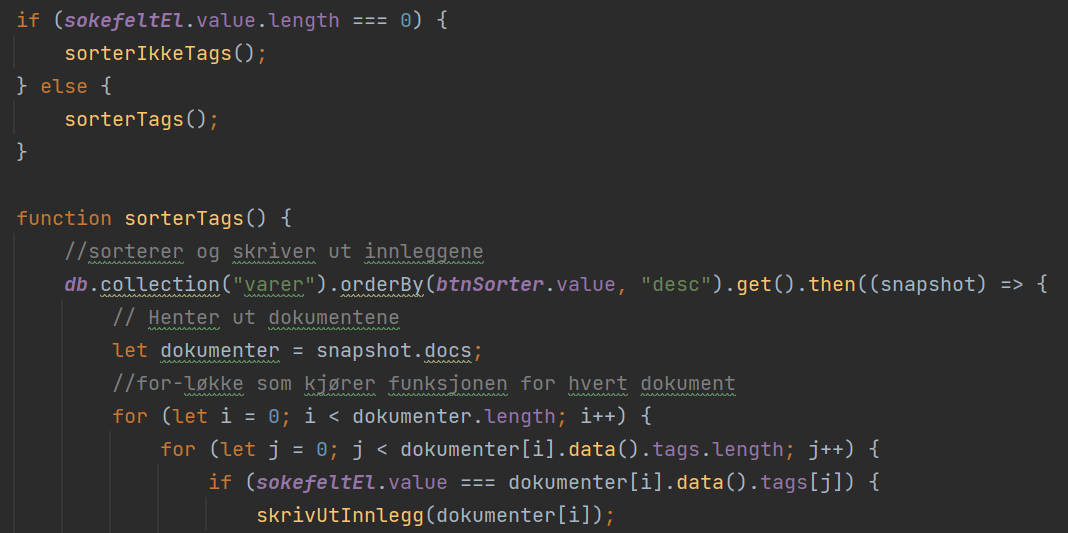 if (sokefeltEl.value.length === 0) {
    sorterIkkeTags();
} else {
    sorterTags();
}

function sorterTags() {
    //sorterer og skriver ut innleggene
    db.collection("varer").orderBy(btnSorter.value, "desc").get().then((snapshot) => {
        // Henter ut dokumentene
        let dokumenter = snapshot.docs;
        //for-løkke som kjører funksjonen for hvert dokument
        for (let i = 0; i < dokumenter.length; i++) {
            for (let j = 0; j < dokumenter[i].data().tags.length; j++) {
                if (sokefeltEl.value === dokumenter[i].data().tags[j]) {
                    skrivUtInnlegg(dokumenter[i]);